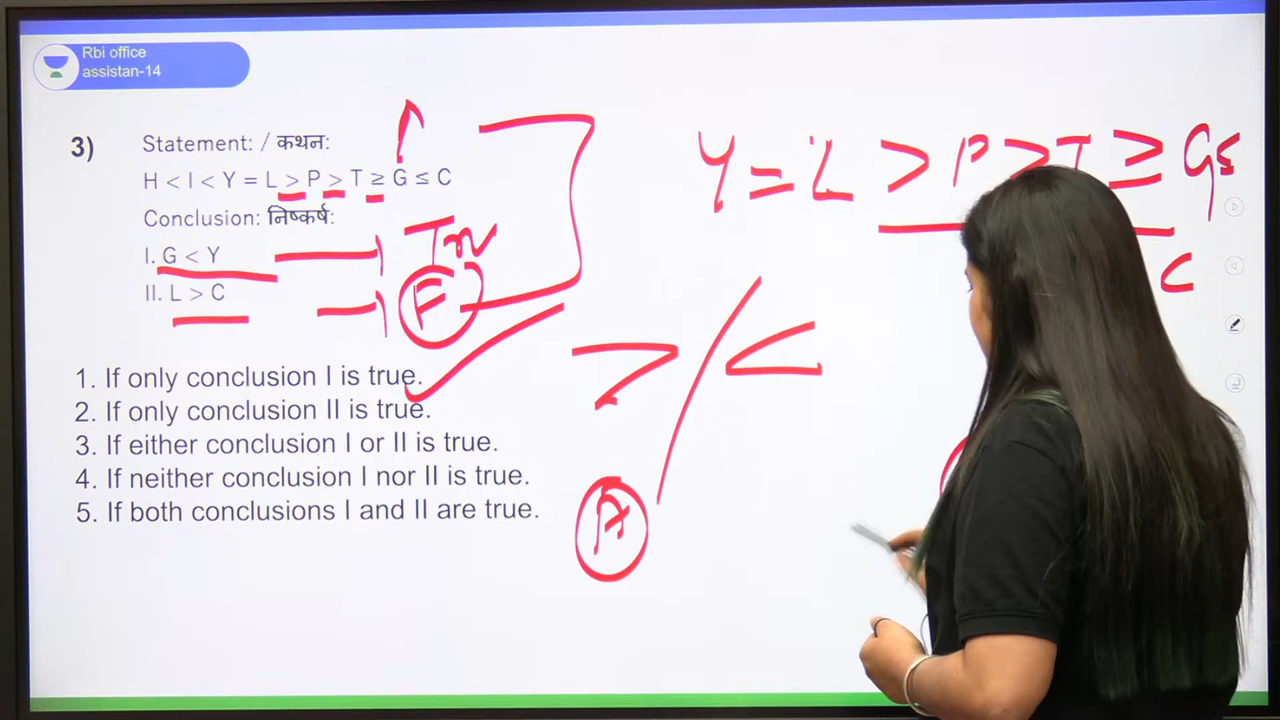 Rbi office
assistan-14
3)
Statement: / कथन:
H < I < Y = L > P > T ≥ G ≤ C
Conclusion: निष्कर्ष:
I. G < Y
II. L > C
Tr
F
1. If only conclusion I is true.
2. If only conclusion II is true.
3. If either conclusion I or II is true.
4. If neither conclusion I nor II is true.
5. If both conclusions I and II are true.
Y = L > P > T ≥ G ≤
C
> / <
A